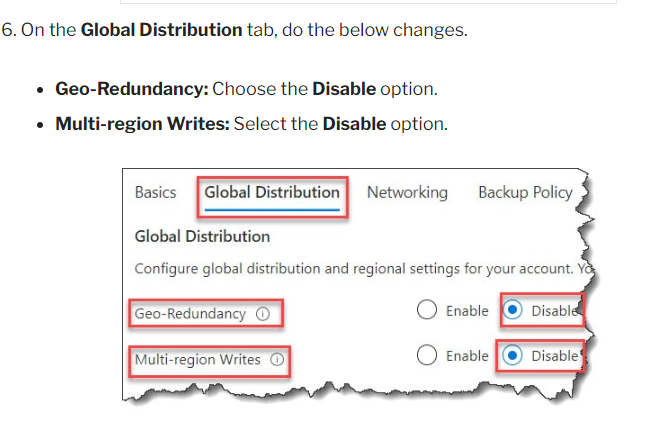 6. On the Global Distribution tab, do the below changes.
• Geo-Redundancy: Choose the Disable option.
• Multi-region Writes: Select the Disable option.
Basics Global Distribution Networking Backup Policy
Global Distribution
Configure global distribution and regional settings for your account.
Geo-Redundancy Enable Disable
Multi-region Writes Enable Disable